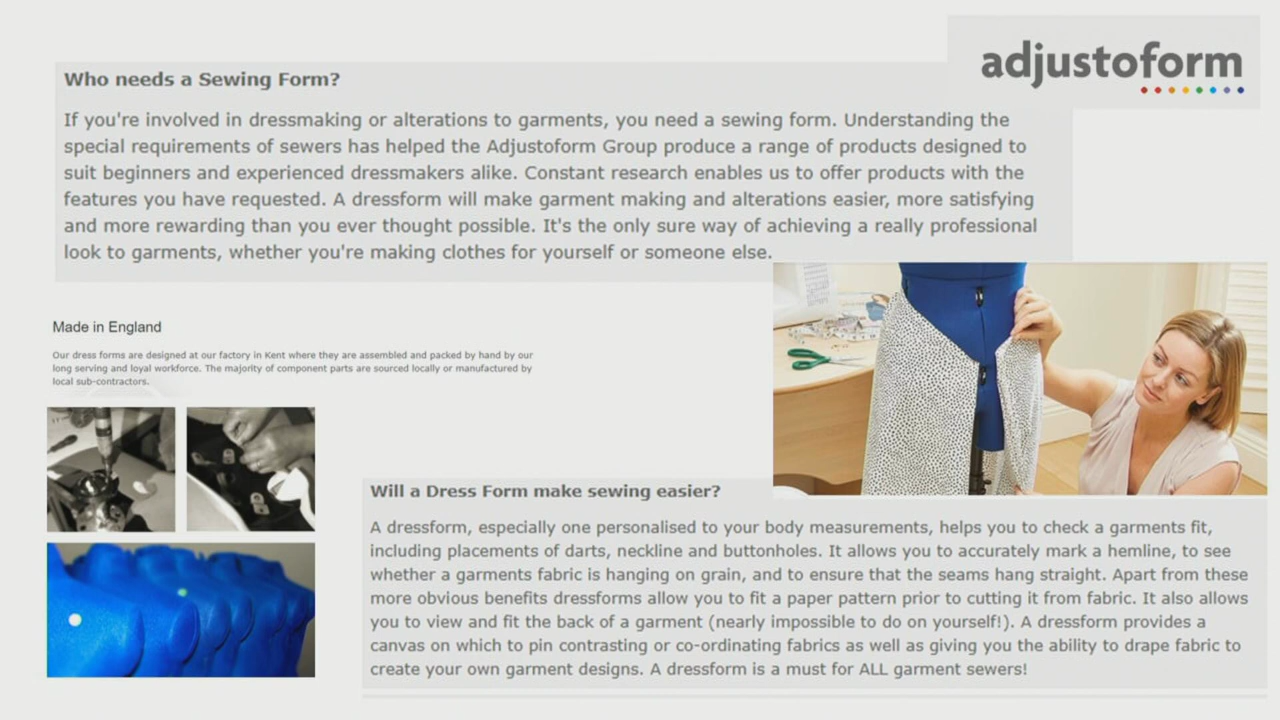 adjustoform
Who needs a Sewing Form?
If you're involved in dressmaking or alterations to garments, you need a sewing form. Understanding the
special requirements of sewers has helped the Adjustoform Group produce a range of products designed to
suit beginners and experienced dressmakers alike. Constant research enables us to offer products with the
features you have requested. A dressform will make garment making and alterations easier, more satisfying
and more rewarding than you ever thought possible. It's the only sure way of achieving a really professional
look to garments, whether you're making clothes for yourself or someone else.
Made in England
Our dress forms are designed at our factory in Kent where they are assembled and packed by hand by our
long serving and loyal workforce. The majority of component parts are sourced locally or manufactured by
local sub-contractors.
Will a Dress Form make sewing easier?
A dressform, especially one personalised to your body measurements, helps you to check a garments fit,
including placements of darts, neckline and buttonholes. It allows you to accurately mark a hemline, to see
whether a garments fabric is hanging on grain, and to ensure that the seams hang straight. Apart from these
more obvious benefits dressforms allow you to fit a paper pattern prior to cutting it from fabric. It also allows
you to view and fit the back of a garment (nearly impossible to do on yourself!). A dressform provides a
canvas on which to pin contrasting or co-ordinating fabrics as well as giving you the ability to drape fabric to
create your own garment designs. A dressform is a must for ALL garment sewers!